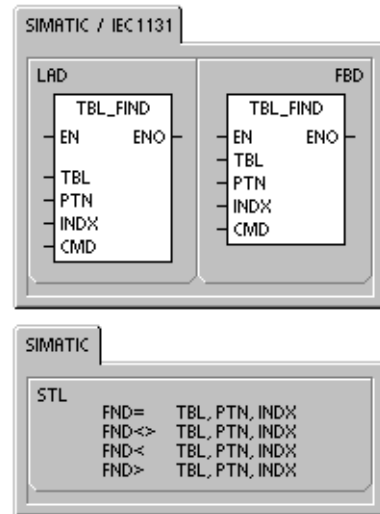 SIMATIC / IEC1131
LAD
FBD
TBL_FIND
EN ENO
TBL
PTN
INDX
CMD
TBL_FIND
EN ENO
TBL
PTN
INDX
CMD
SIMATIC
STL
FND= TBL, PTN, INDX
FND<> TBL, PTN, INDX
FND< TBL, PTN, INDX
FND> TBL, PTN, INDX